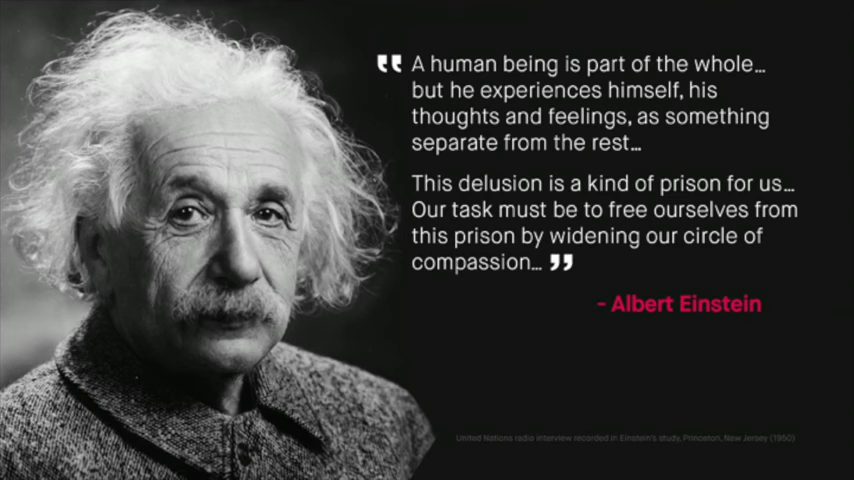 ❝ A human being is part of the whole…
but he experiences himself, his
thoughts and feelings, as something
separate from the rest…
This delusion is a kind of prison for us…
Our task must be to free ourselves from
this prison by widening our circle of
compassion… ❞
- Albert Einstein
United Nations radio interview recorded in Einstein's study, Princeton, New Jersey (1950)